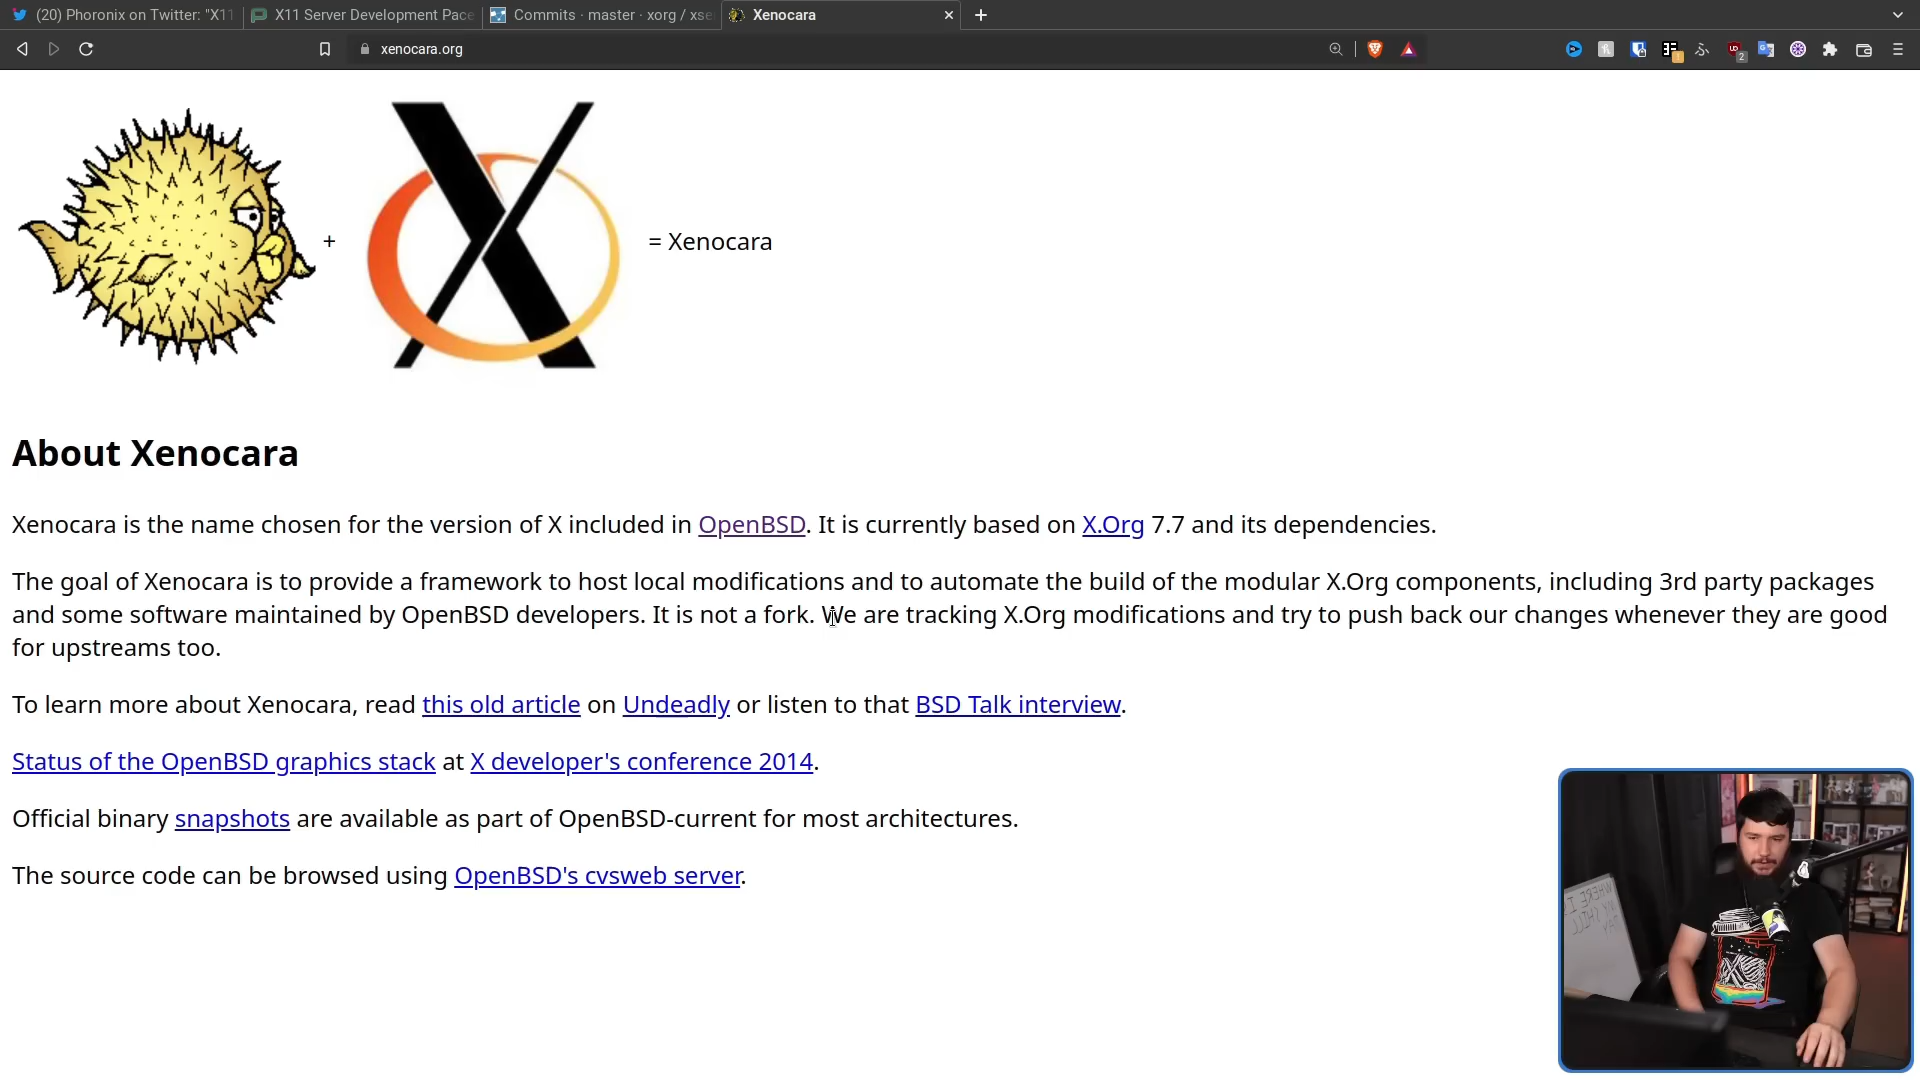 (20) Phoronix on Twitter: "X11
X11 Server Development Pace
Commits · master · xorg / xse
Xenocara
xenocara.org
+
= Xenocara
About Xenocara
Xenocara is the name chosen for the version of X included in OpenBSD. It is currently based on X.Org 7.7 and its dependencies.
The goal of Xenocara is to provide a framework to host local modifications and to automate the build of the modular X.Org components, including 3rd party packages
and some software maintained by OpenBSD developers. It is not a fork. We are tracking X.Org modifications and try to push back our changes whenever they are good
for upstreams too.
To learn more about Xenocara, read this old article on Undeadly or listen to that BSD Talk interview.
Status of the OpenBSD graphics stack at X developer's conference 2014.
Official binary snapshots are available as part of OpenBSD-current for most architectures.
The source code can be browsed using OpenBSD's cvsweb server.